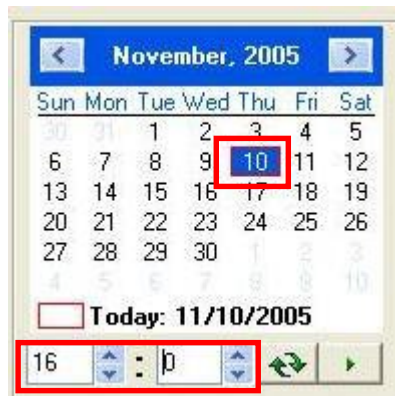 November, 2005
Sun Mon Tue Wed Thu Fri Sat
30 31 1 2 3 4 5
6 7 8 9 10 11 12
13 14 15 16 17 18 19
20 21 22 23 24 25 26
27 28 29 30 1 2 3
4 5 6 7 8 9 10
Today: 11/10/2005
16 : 0